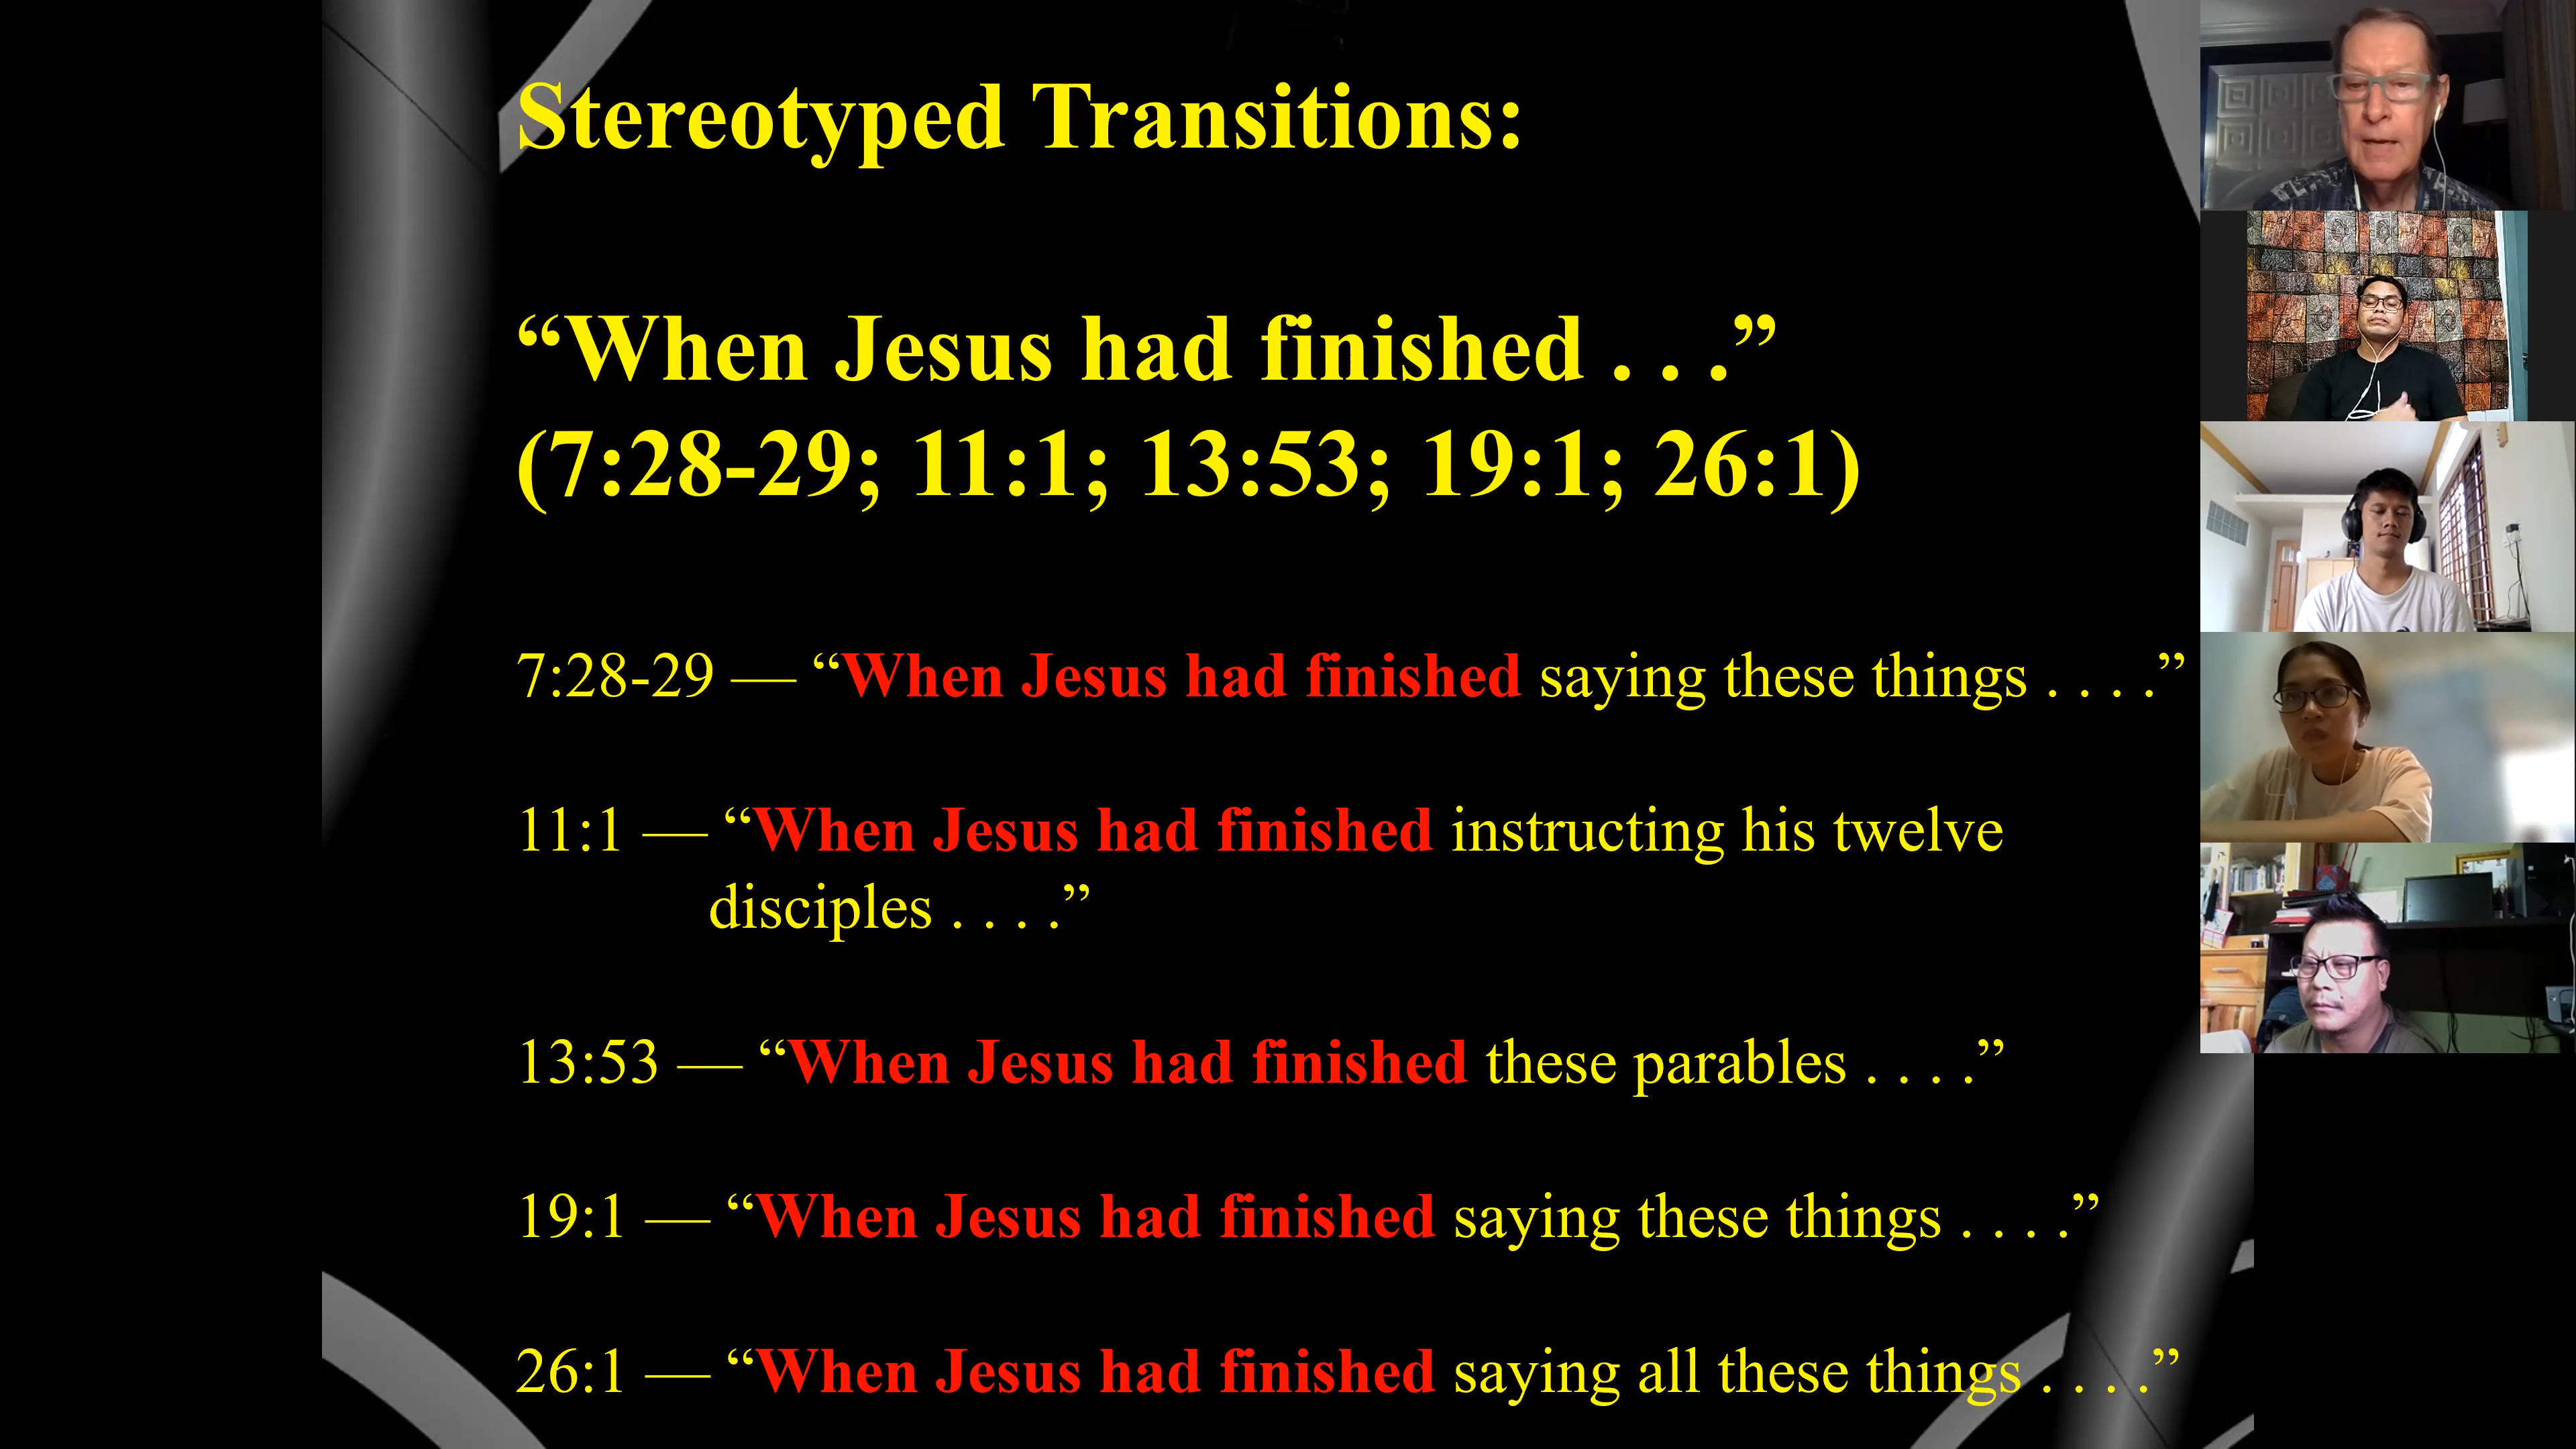 Stereotyped Transitions:
“When Jesus had finished . . .”
(7:28-29; 11:1; 13:53; 19:1; 26:1)
7:28-29 — “When Jesus had finished saying these things . . . .”
11:1 — “When Jesus had finished instructing his twelve
disciples . . . .”
13:53 — “When Jesus had finished these parables . . . .”
19:1 — “When Jesus had finished saying these things . . . .”
26:1 — “When Jesus had finished saying all these things . . . .”